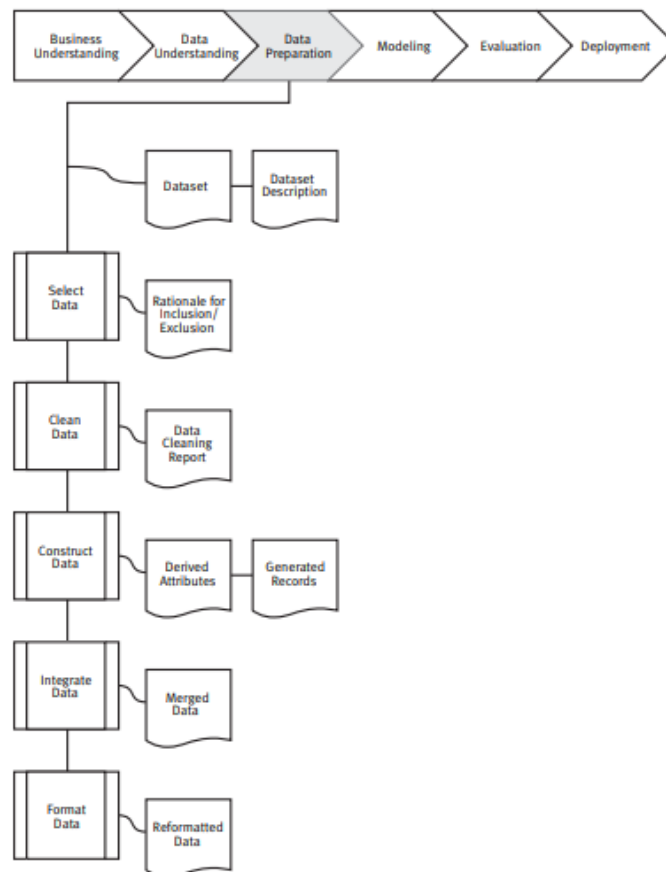 Business
Understanding
Data
Understanding
Data
Preparation
Modeling
Evaluation
Deployment
Dataset
Dataset
Description
Select
Data
Rationale for
Inclusion/
Exclusion
Clean
Data
Data
Cleaning
Report
Construct
Data
Derived
Attributes
Generated
Records
Integrate
Data
Merged
Data
Format
Data
Reformatted
Data